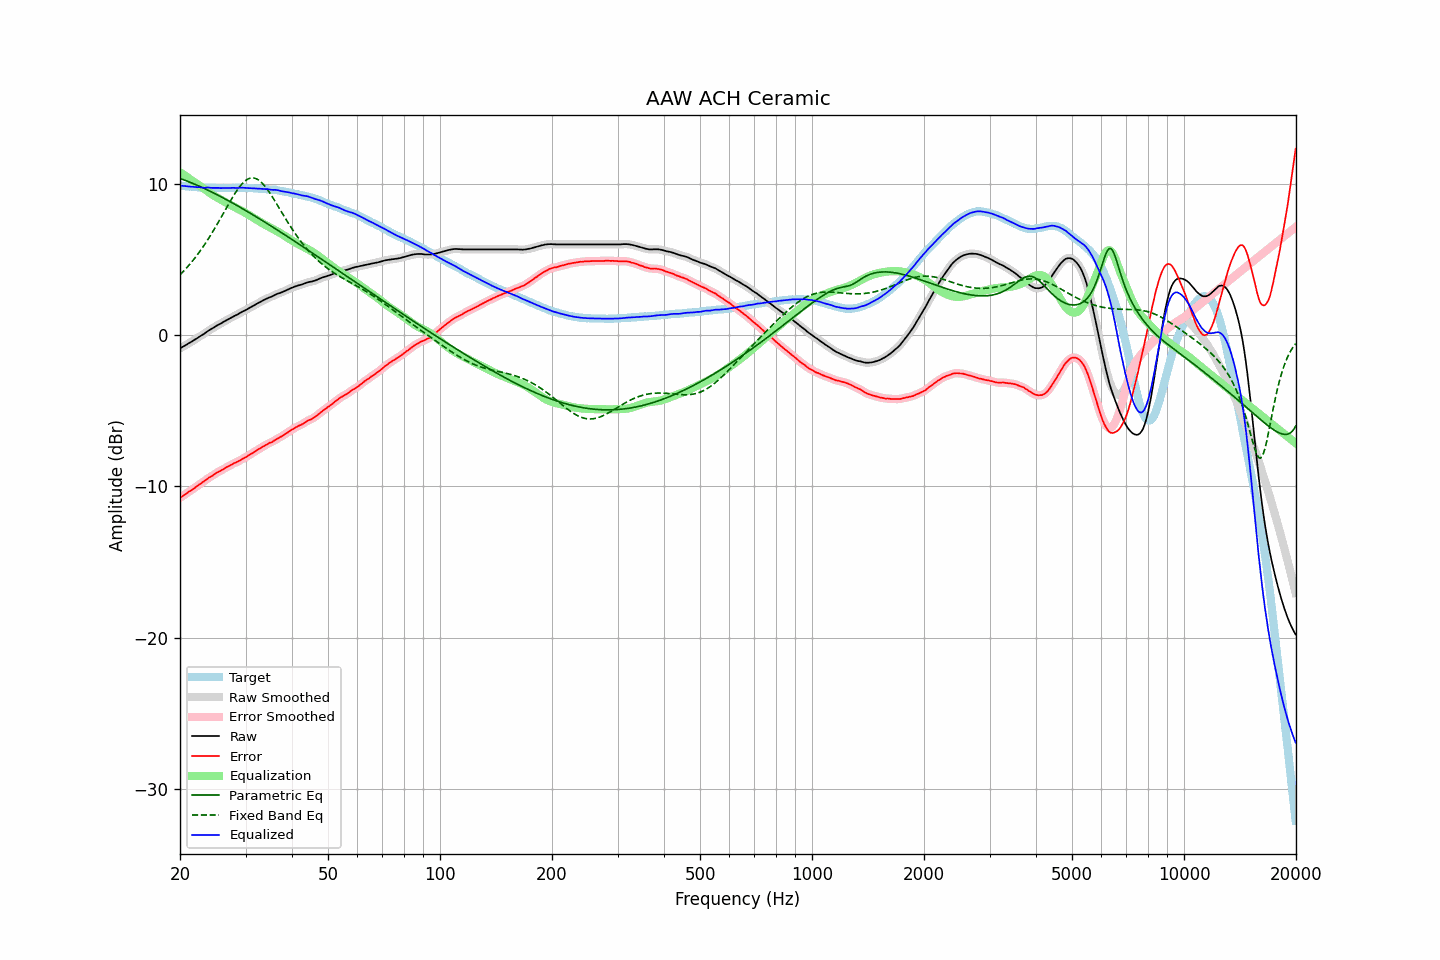 AAW ACH Ceramic
Amplitude (dBr)
10
0
−10
−20
−30
Target
Raw Smoothed
Error Smoothed
Raw
Error
Equalization
Parametric Eq
Fixed Band Eq
Equalized
20 50 100 200 500 1000 2000 5000 10000 20000
Frequency (Hz)